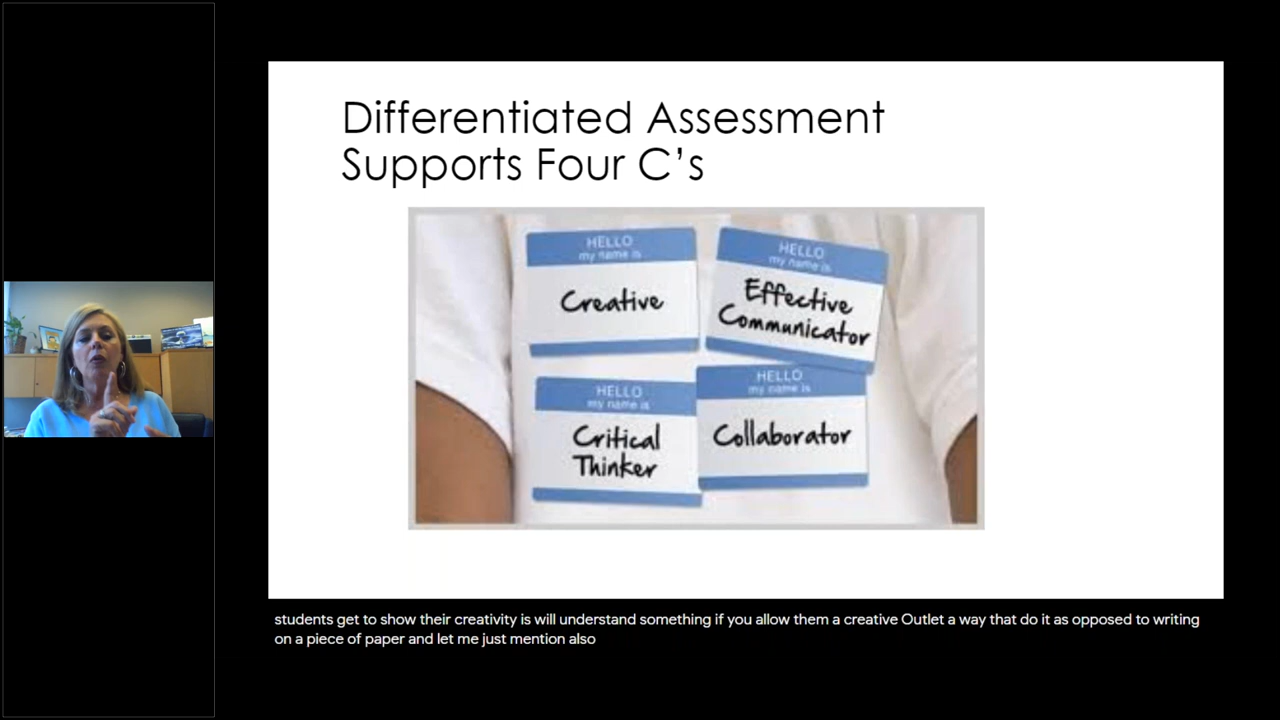 Differentiated Assessment
Supports Four C's
HELLO
my name is
Creative
HELLO
my name is
Effective
Communicator
HELLO
my name is
Critical
Thinker
HELLO
my name is
Collaborator
students get to show their creativity is will understand something if you allow them a creative Outlet a way that do it as opposed to writing
on a piece of paper and let me just mention also